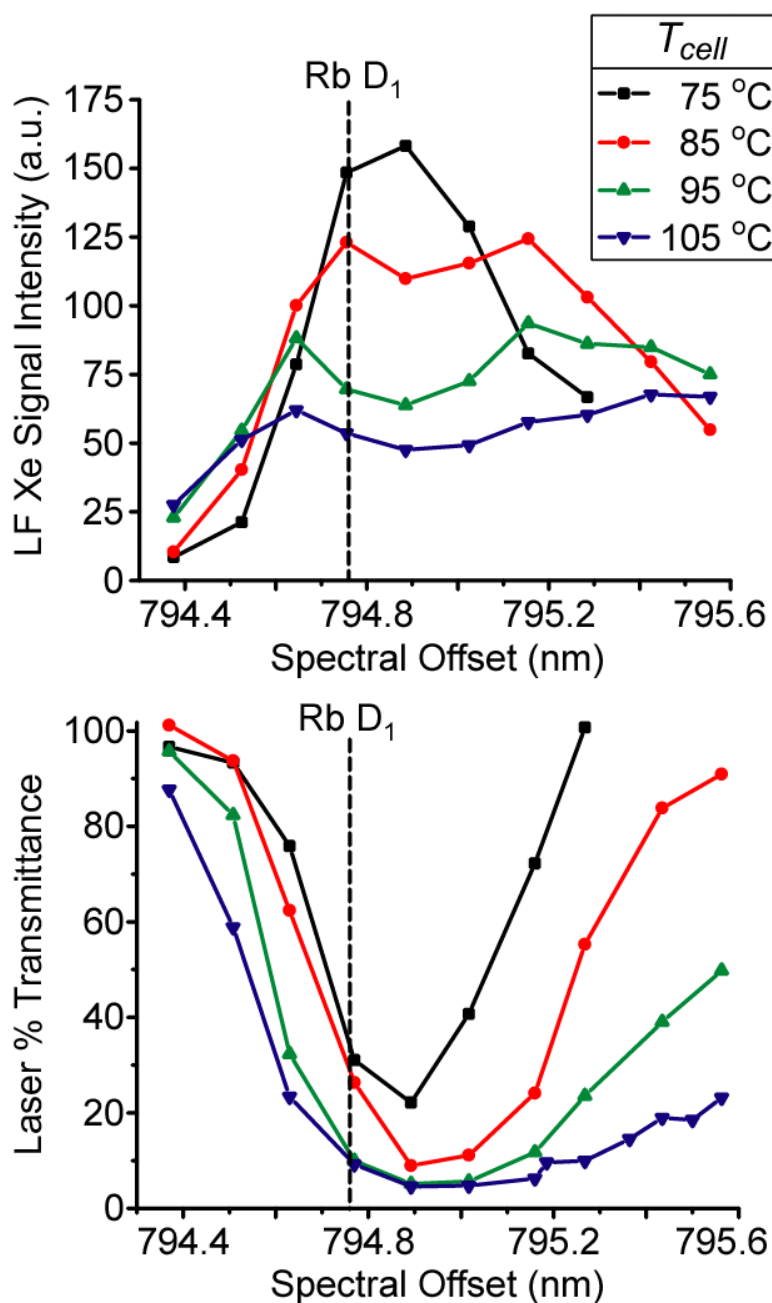 T_cell
75 °C
85 °C
95 °C
105 °C
Rb D₁
LF Xe Signal Intensity (a.u.)
175
150
125
100
75
50
25
0
794.4 794.8 795.2 795.6
Spectral Offset (nm)
Rb D₁
Laser % Transmittance
100
80
60
40
20
0
794.4 794.8 795.2 795.6
Spectral Offset (nm)